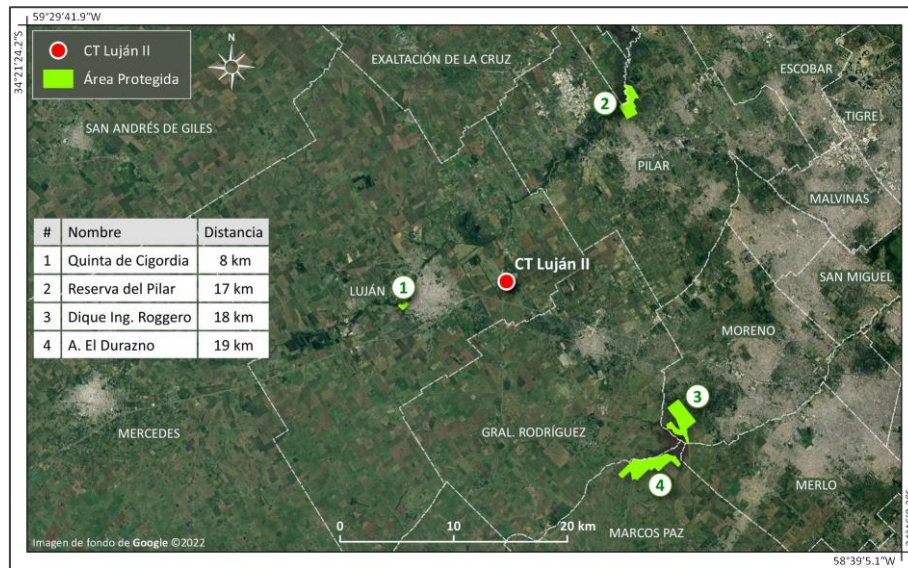 59°29'41.9"W
34°21'24.2"S
CT Luján II
Área Protegida
EXALTACIÓN DE LA CRUZ
ESCOBAR
TIGRE
SAN ANDRÉS DE GILES
2
PILAR
MALVINAS
# Nombre Distancia
1 Quinta de Cigordia 8 km
2 Reserva del Pilar 17 km
3 Dique Ing. Roggero 18 km
4 A. El Durazno 19 km
CT Luján II
SAN MIGUEL
LUJÁN
1
MORENO
3
MERCEDES
GRAL. RODRÍGUEZ
4
MERLO
0 10 20 km
MARCOS PAZ
Imagen de fondo de Google ©2022
58°39'5.1"W